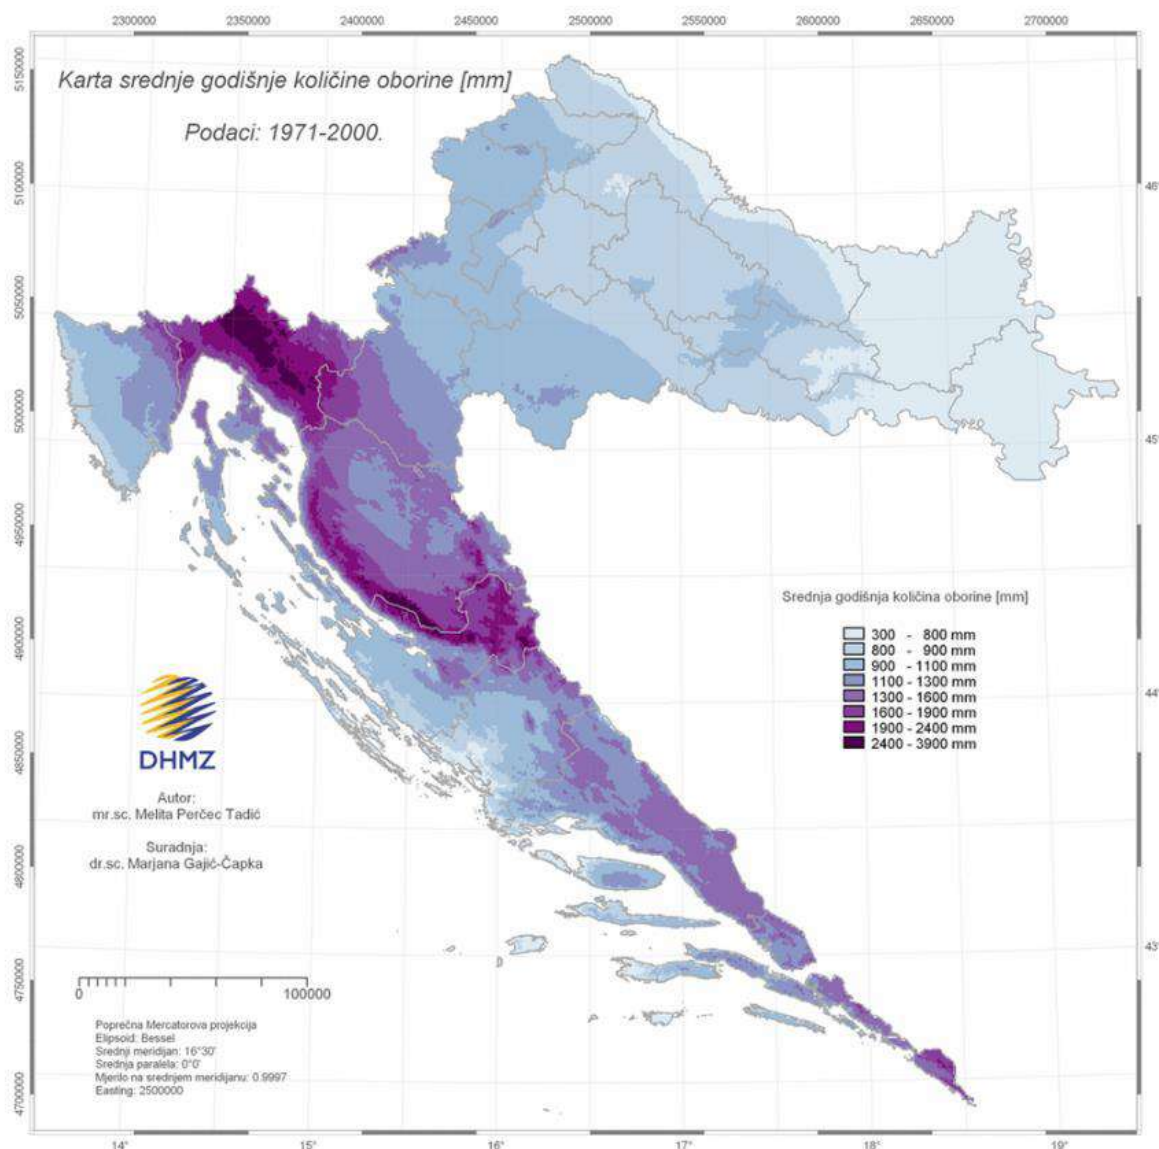 2300000 2350000 2400000 2450000 2500000 2550000 2600000 2650000 2700000
Karta srednje godišnje količine oborine [mm]
Podaci: 1971-2000.
5150000
5100000
5050000
5000000
4950000
4900000
4850000
4800000
4750000
4700000
46°
45°
44°
43°
Srednja godišnja količina oborine [mm]
300 - 800 mm
800 - 900 mm
900 - 1100 mm
1100 - 1300 mm
1300 - 1600 mm
1600 - 1900 mm
1900 - 2400 mm
2400 - 3900 mm
DHMZ
Autor:
mr.sc. Melita Perčec Tadić
Suradnja:
dr.sc. Marjana Gajić-Čapka
0 100000
Poprečna Mercatorova projekcija
Elipsoid: Bessel
Srednji meridijan: 16°30'
Srednja paralela: 0°0'
Mjerilo na srednjem meridijanu: 0.9997
Easting: 2500000
14° 15° 16° 17° 18° 19°